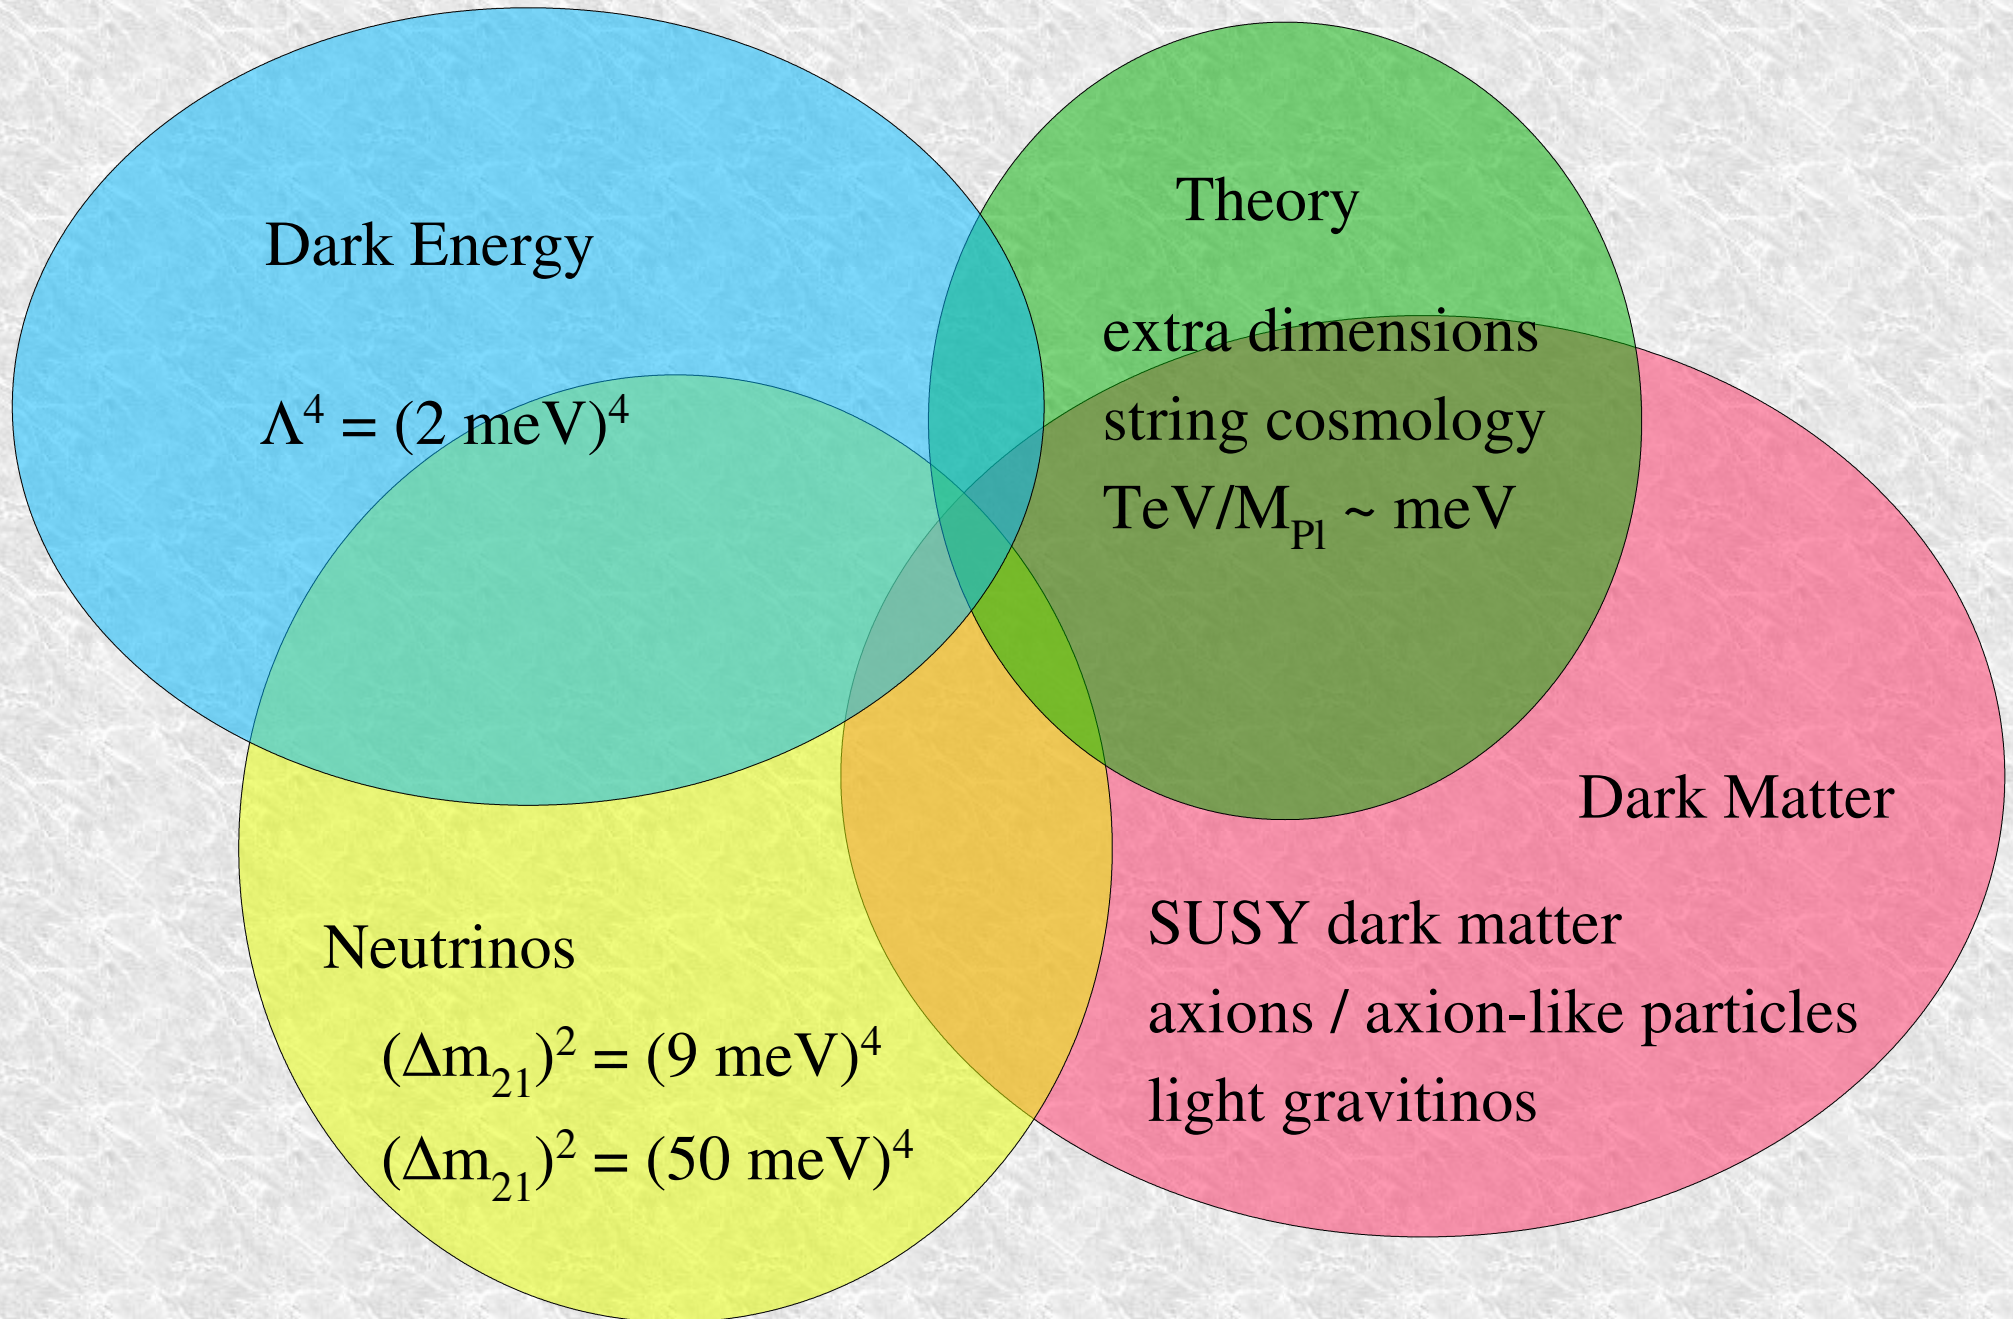 Dark Energy
Λ⁴ = (2 meV)⁴
Theory
extra dimensions
string cosmology
TeV/M_Pl ~ meV
Dark Matter
SUSY dark matter
axions / axion-like particles
light gravitinos
Neutrinos
(Δm₂₁)² = (9 meV)⁴
(Δm₂₁)² = (50 meV)⁴